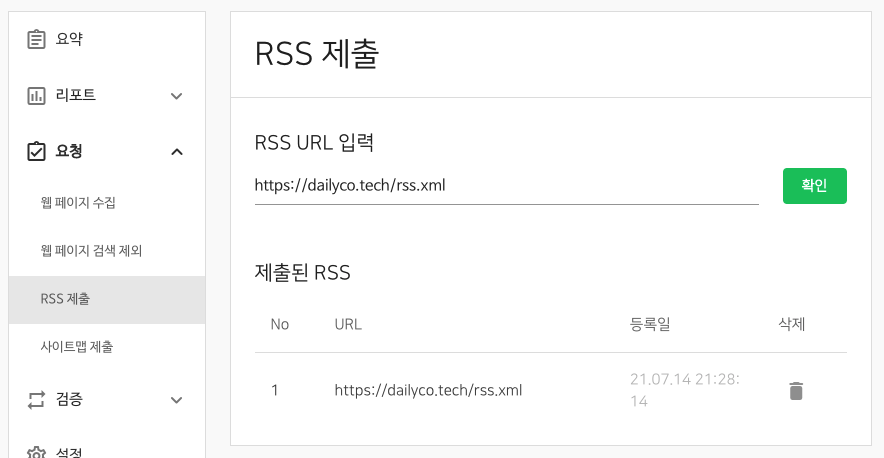 요약
리포트
요청
웹 페이지 수집
웹 페이지 검색 제외
RSS 제출
사이트맵 제출
검증
설정
RSS 제출
RSS URL 입력
https://dailyco.tech/rss.xml
확인
제출된 RSS
No URL 등록일 삭제
1 https://dailyco.tech/rss.xml 21.07.14 21:28:
14